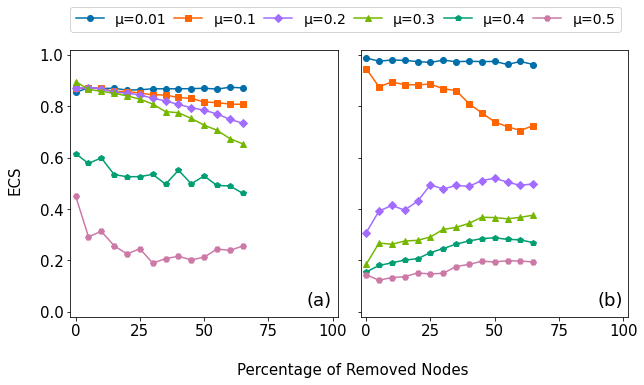 μ=0.01 μ=0.1 μ=0.2 μ=0.3 μ=0.4 μ=0.5
1.0
0.8
0.6
0.4
0.2
0.0
ECS
(a) (b)
0 25 50 75 100 0 25 50 75 100
Percentage of Removed Nodes